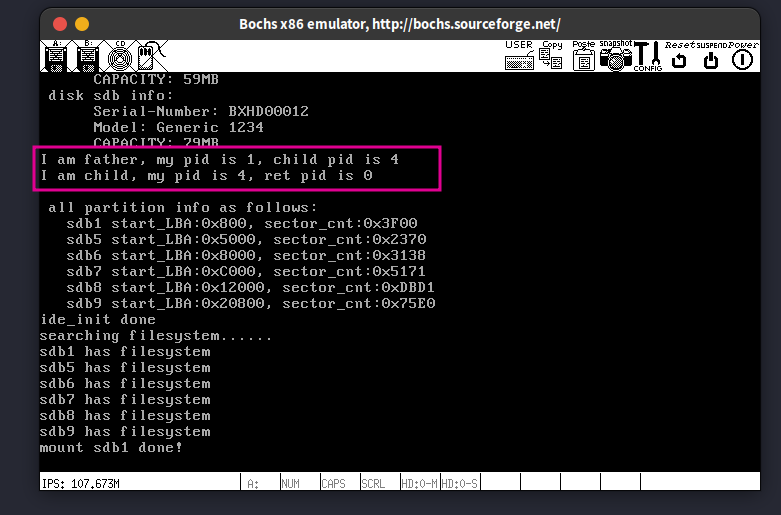 Bochs x86 emulator, http://bochs.sourceforge.net/
A: B: CD USER Copy Paste snapshot CONFIG Reset SUSPEND Power
CAPACITY: 59MB
disk sdb info:
Serial-Number: BXHD00012
Model: Generic 1234
CAPACITY: 79MB
I am father, my pid is 1, child pid is 4
I am child, my pid is 4, ret pid is 0
all partition info as follows:
sdb1 start_LBA:0x800, sector_cnt:0x3F00
sdb5 start_LBA:0x5000, sector_cnt:0x2370
sdb6 start_LBA:0x8000, sector_cnt:0x3138
sdb7 start_LBA:0xC000, sector_cnt:0x5171
sdb8 start_LBA:0x12000, sector_cnt:0xDBD1
sdb9 start_LBA:0x20800, sector_cnt:0x75E0
ide_init done
searching filesystem......
sdb1 has filesystem
sdb5 has filesystem
sdb6 has filesystem
sdb7 has filesystem
sdb8 has filesystem
sdb9 has filesystem
mount sdb1 done!
IPS: 107.673M A: NUM CAPS SCRL HD:0-M HD:0-S